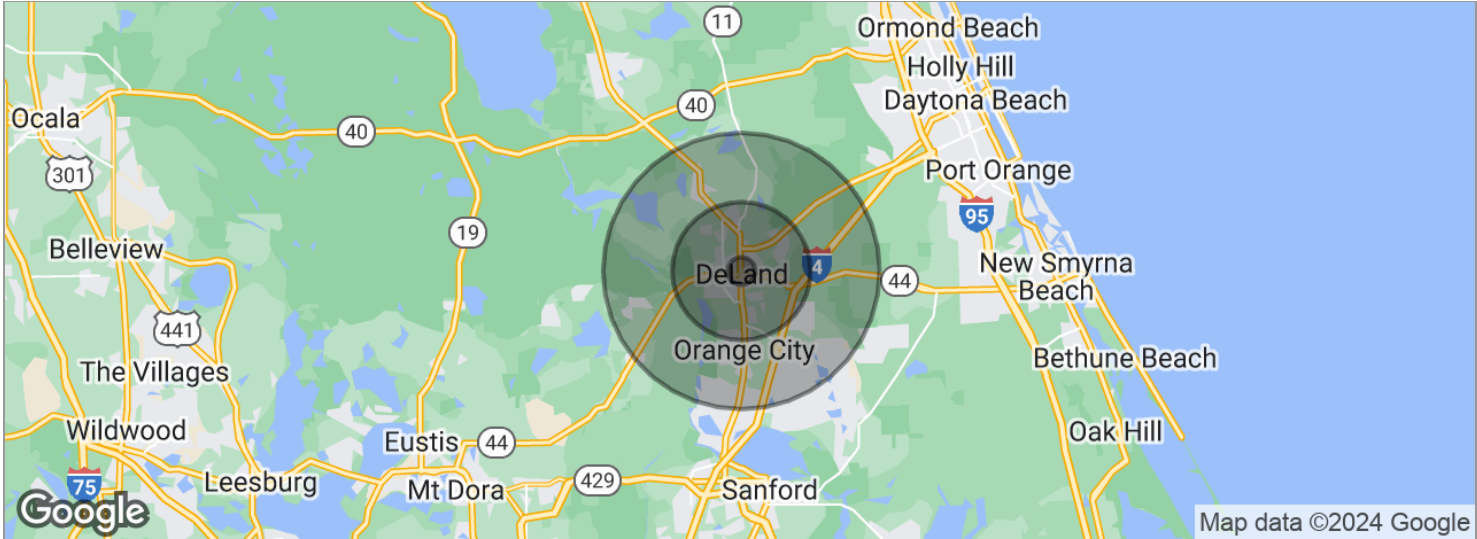 11
Ormond Beach
Holly Hill
Daytona Beach
40
Ocala
40
301
Port Orange
95
19
Belleview
DeLand
4
44
New Smyrna
Beach
441
Orange City
Bethune Beach
The Villages
Wildwood
Eustis
44
Oak Hill
75
Leesburg
Mt Dora
429
Sanford
Google
Map data ©2024 Google